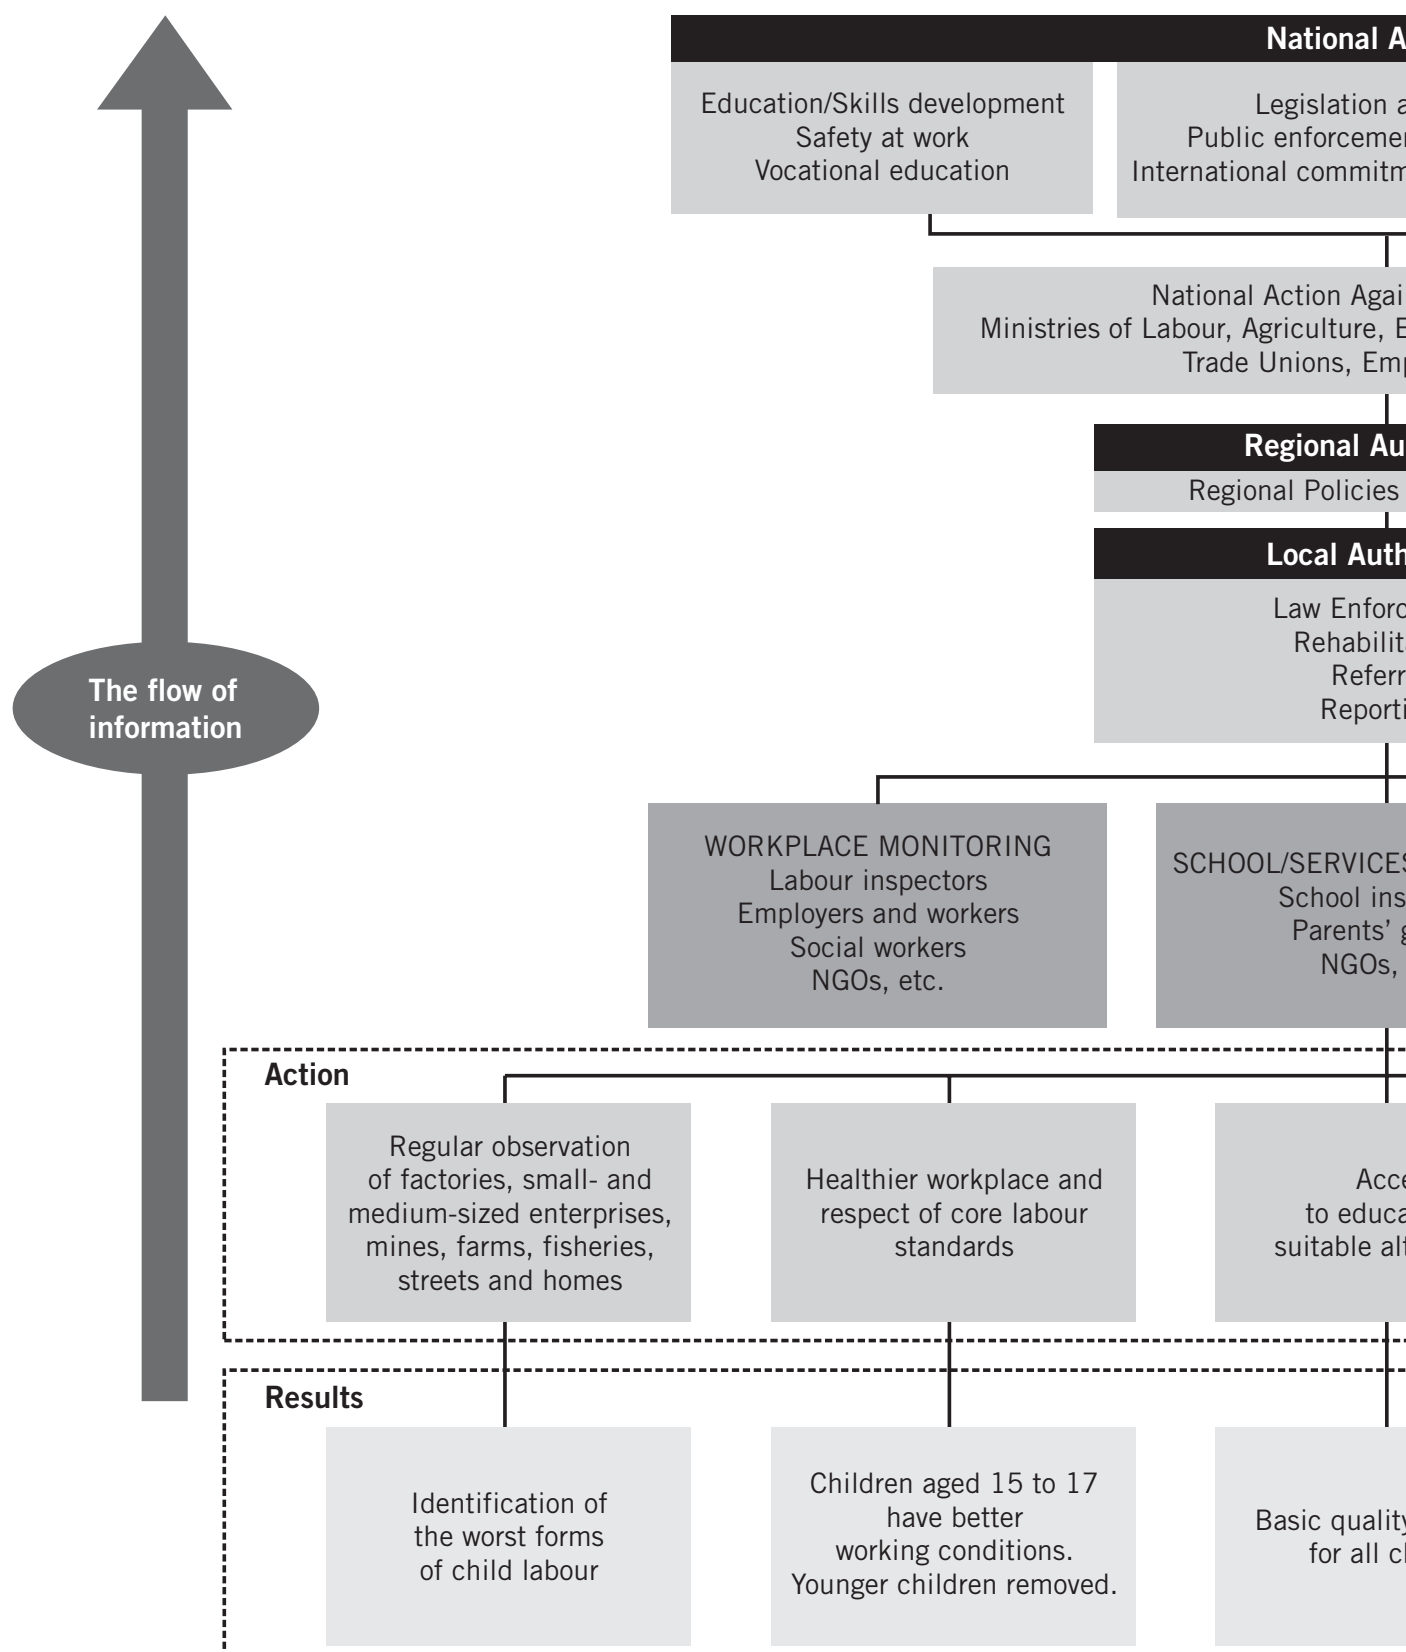 National A
Education/Skills development
Safety at work
Vocational education
Legislation a
Public enforcemen
International commitm
National Action Agai
Ministries of Labour, Agriculture, E
Trade Unions, Emp
Regional Au
Regional Policies
Local Auth
Law Enforc
Rehabilita
Referr
Reporti
The flow of
information
WORKPLACE MONITORING
Labour inspectors
Employers and workers
Social workers
NGOs, etc.
SCHOOL/SERVICES
School ins
Parents’ g
NGOs,
Action
Regular observation
of factories, small- and
medium-sized enterprises,
mines, farms, fisheries,
streets and homes
Healthier workplace and
respect of core labour
standards
Acce
to educa
suitable alt
Results
Identification of
the worst forms
of child labour
Children aged 15 to 17
have better
working conditions.
Younger children removed.
Basic quality
for all cl